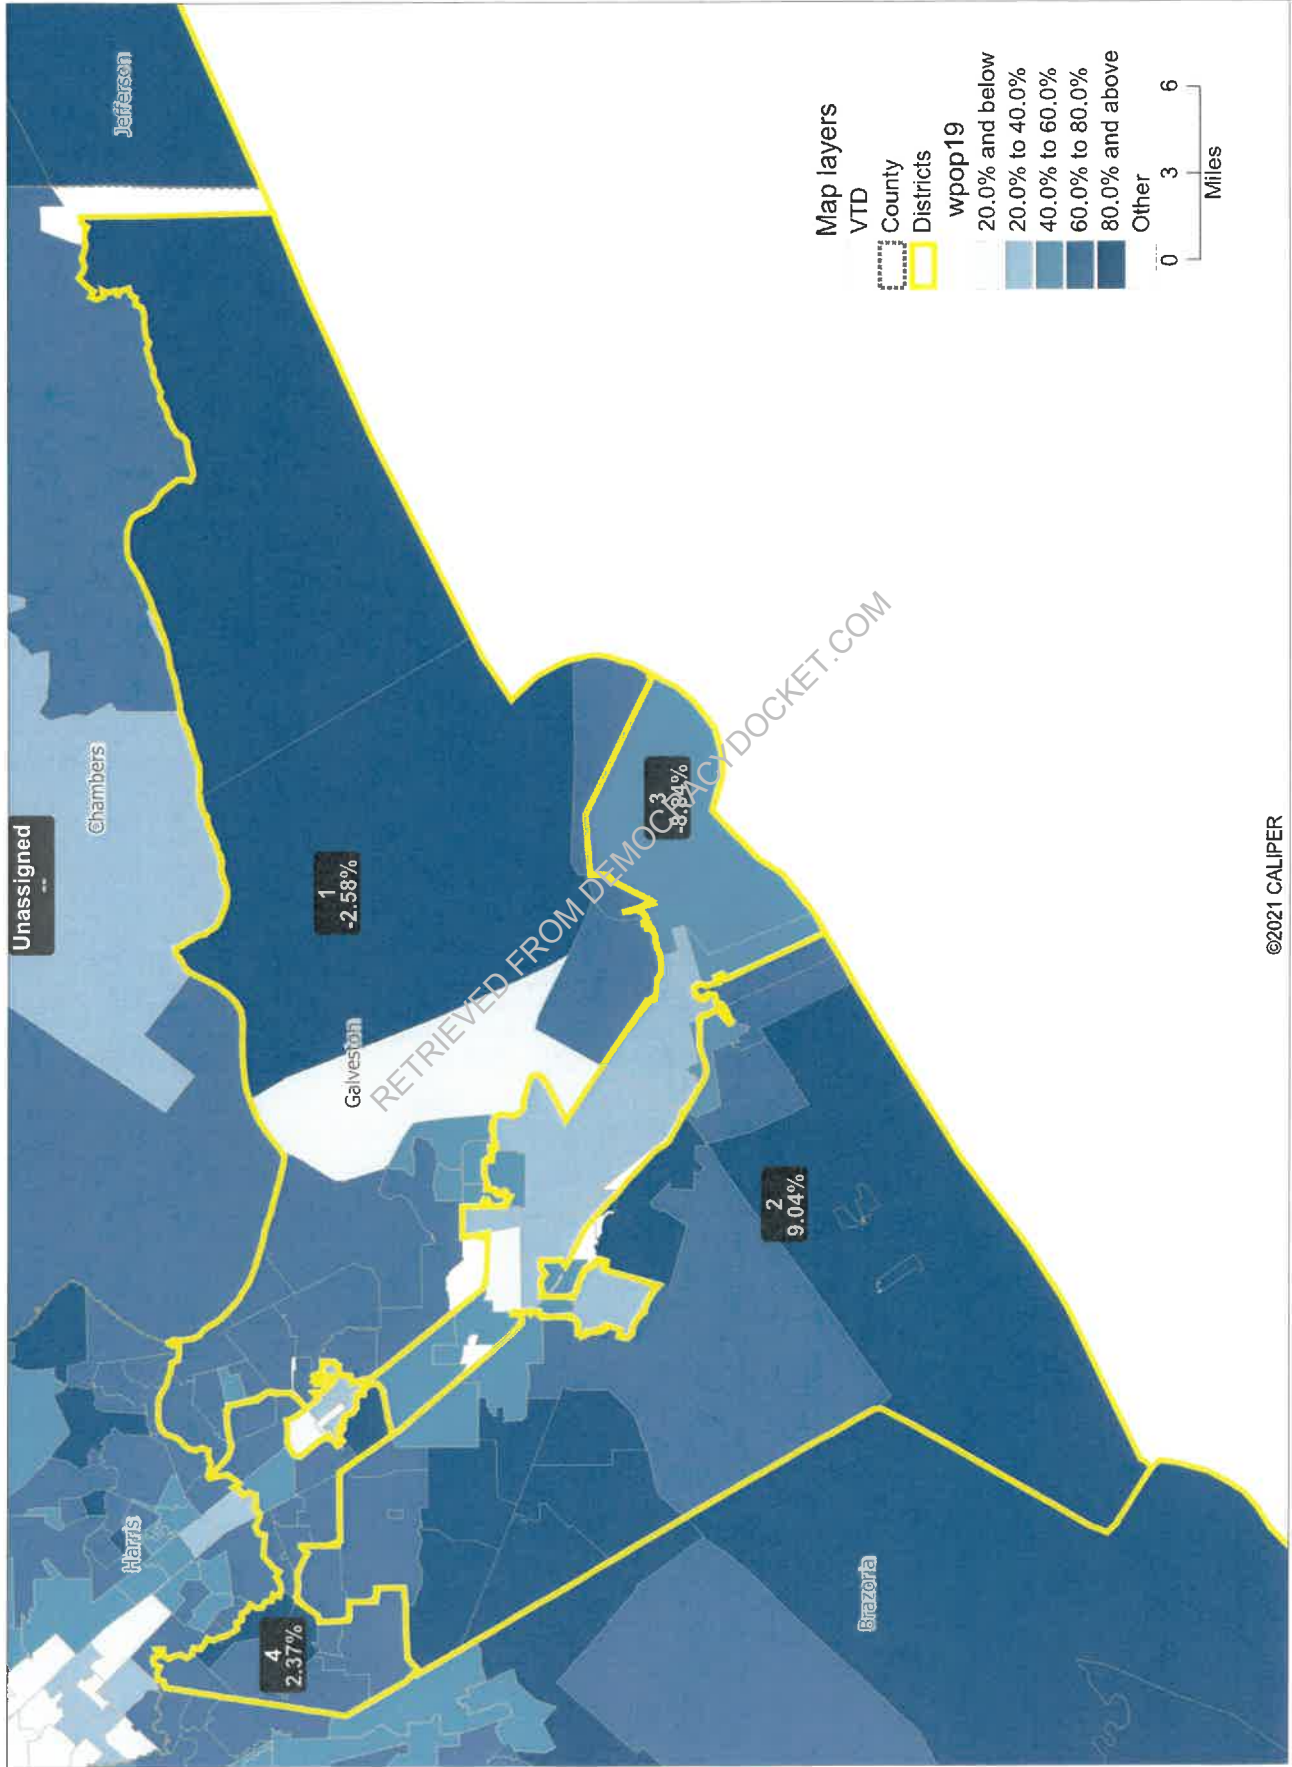 Unassigned
--
Jefferson
Chambers
Harris
Galveston
Brazoria
1
-2.58%
2
9.04%
3
-8.84%
4
2.37%
Map layers
VTD
County
Districts
wpop19
20.0% and below
20.0% to 40.0%
40.0% to 60.0%
60.0% to 80.0%
80.0% and above
Other
0 3 6
Miles
©2021 CALIPER
RETRIEVED FROM DEMOCRACYDOCKET.COM